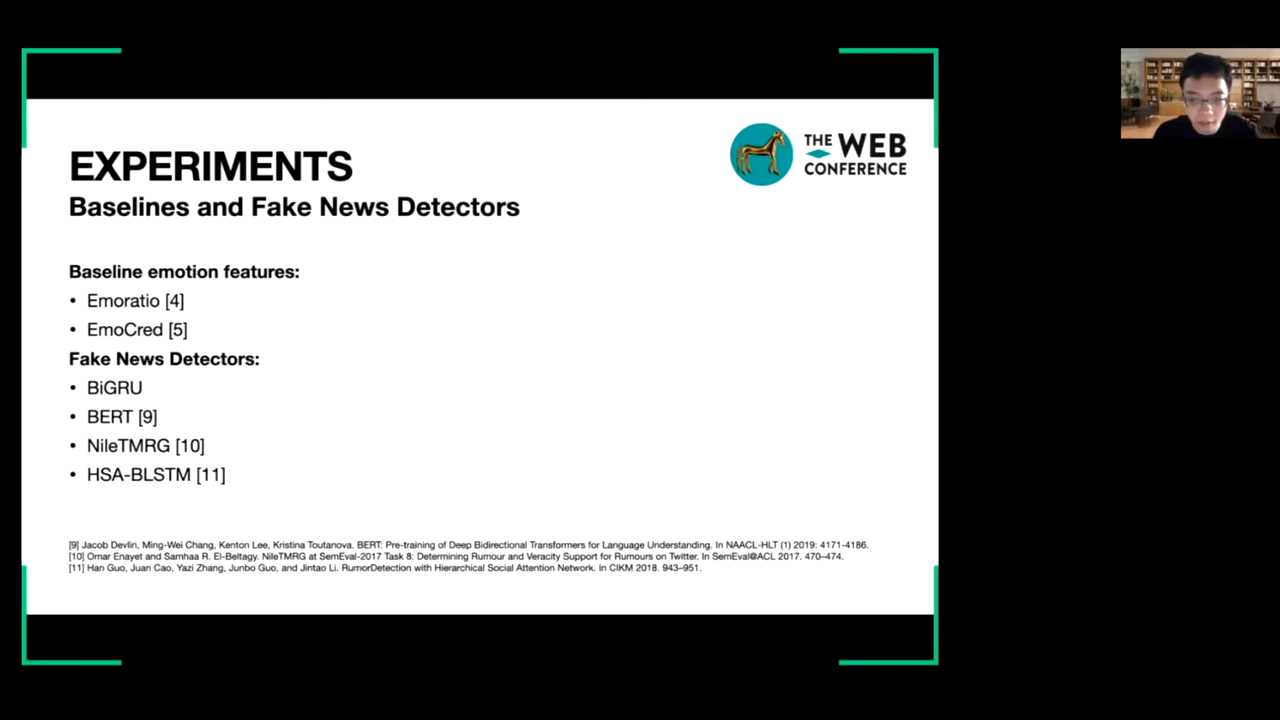 EXPERIMENTS
Baselines and Fake News Detectors
THE WEB
CONFERENCE
Baseline emotion features:
• Emoratio [4]
• EmoCred [5]
Fake News Detectors:
• BiGRU
• BERT [9]
• NileTMRG [10]
• HSA-BLSTM [11]
[9] Jacob Devlin, Ming-Wei Chang, Kenton Lee, Kristina Toutanova. BERT: Pre-training of Deep Bidirectional Transformers for Language Understanding. In NAACL-HLT (1) 2019: 4171-4186.
[10] Omar Enayet and Samhaa R. El-Beltagy. NileTMRG at SemEval-2017 Task 8: Determining Rumour and Veracity Support for Rumours on Twitter. In SemEval@ACL 2017. 470–474.
[11] Han Guo, Juan Cao, Yazi Zhang, Junbo Guo, and Jintao Li. RumorDetection with Hierarchical Social Attention Network. In CIKM 2018. 943–951.